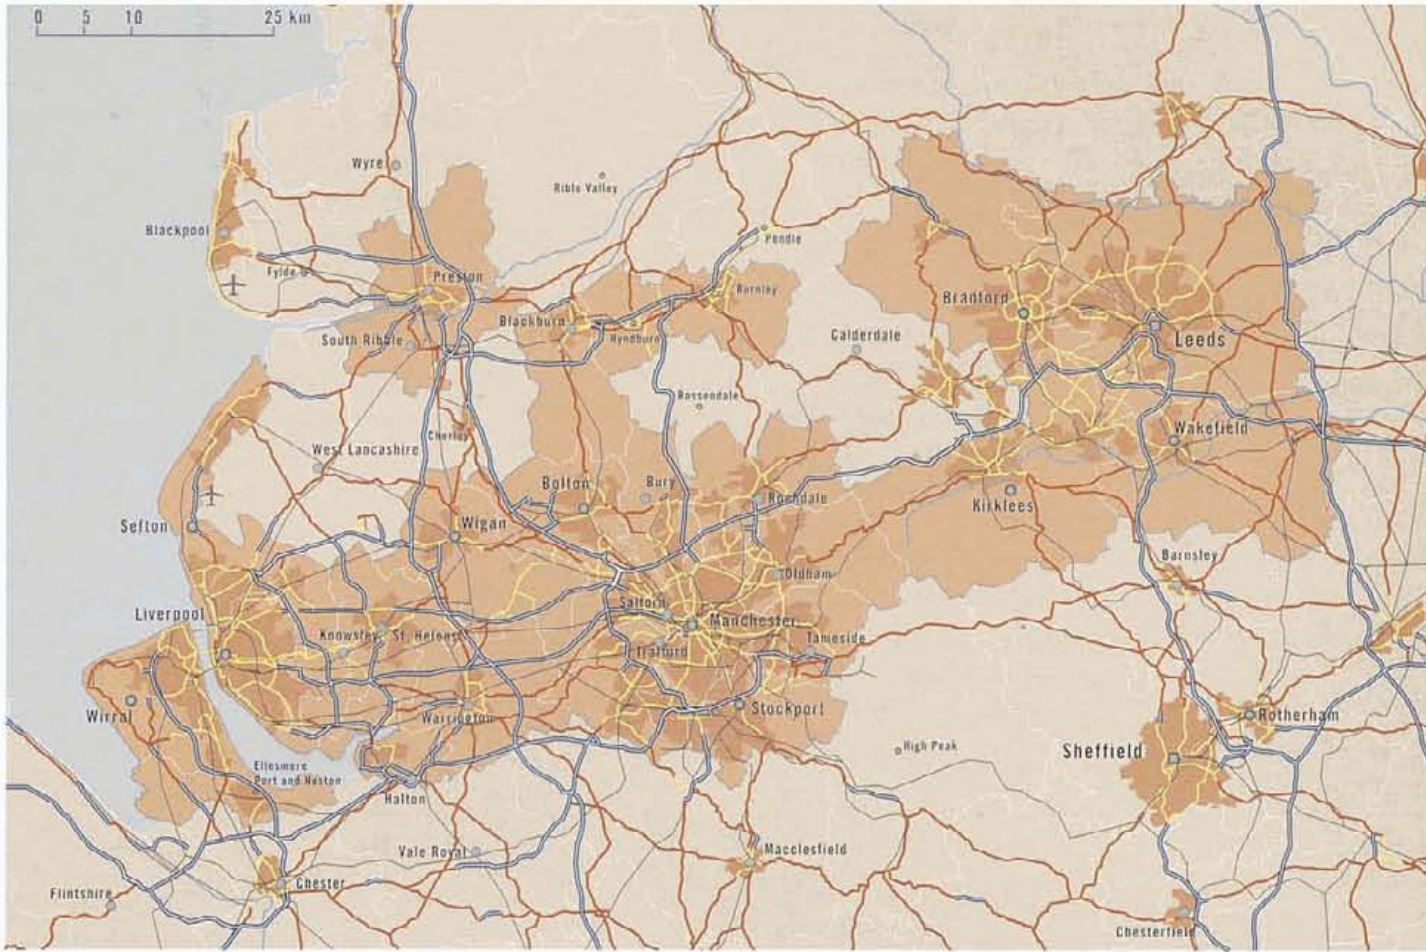 0 5 10 25 km
Wyre
Rible Valley
Blackpool
Pendle
Fylde
Preston
Burnley
Bradford
Blackburn
Hyndburn
South Ribble
Calderdale
Leeds
Rossendale
Chorley
Wakefield
West Lancashire
Bolton
Bury
Rochdale
Kirklees
Sefton
Wigan
Barnsley
Oldham
Liverpool
Salford
Manchester
Knowsley
St. Helens
Trafford
Tameside
Wirral
Warrington
Stockport
Rotherham
High Peak
Sheffield
Ellesmere
Port and Neston
Halton
Vale Royal
Macclesfield
Chester
Flintshire
Chesterfield